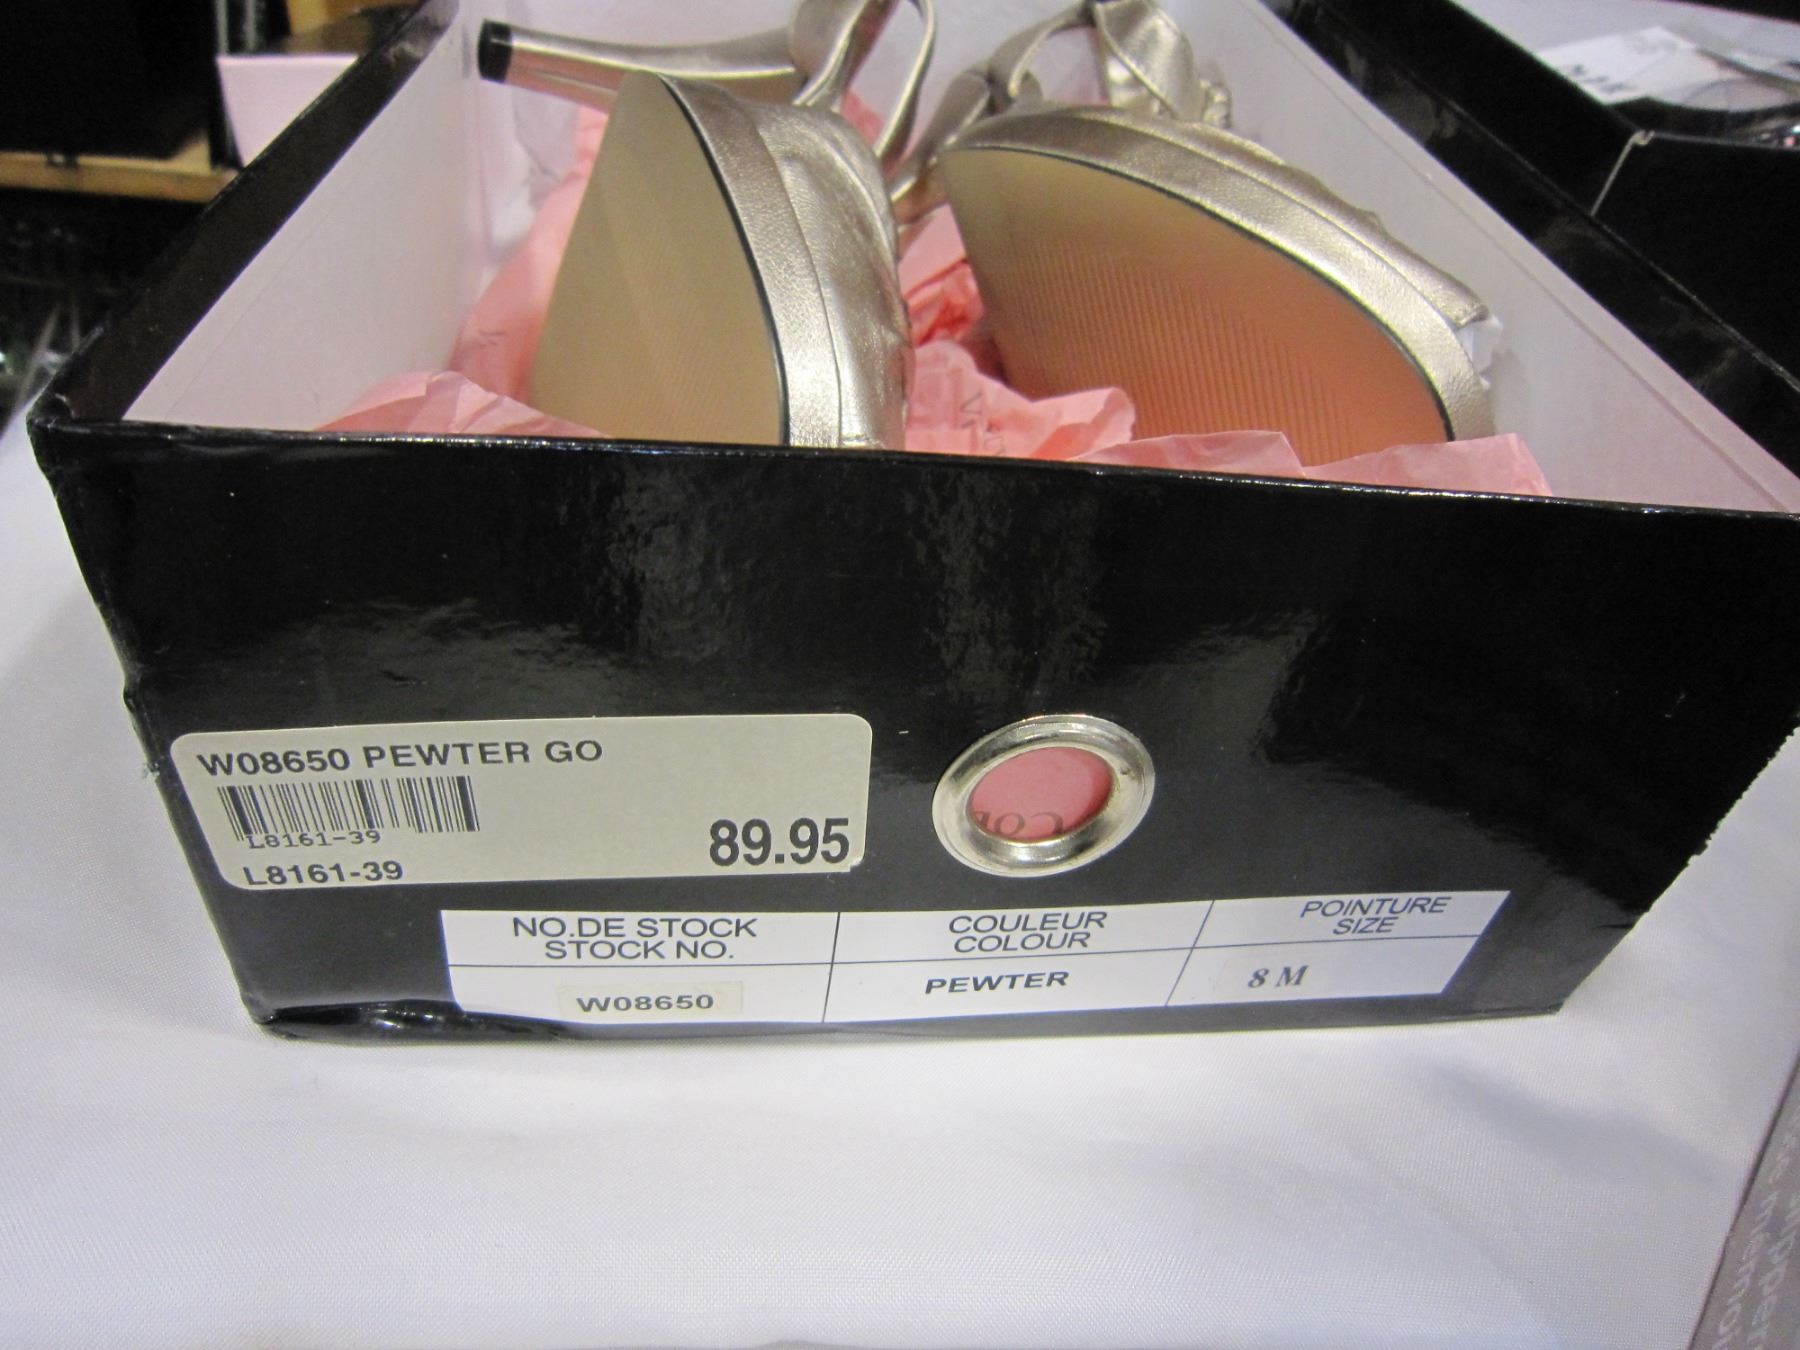 W08650 PEWTER GO
L8161-39
L8161-39
89.95
NO.DE STOCK
STOCK NO.
COULEUR
COLOUR
POINTURE
SIZE
W08650
PEWTER
8 M